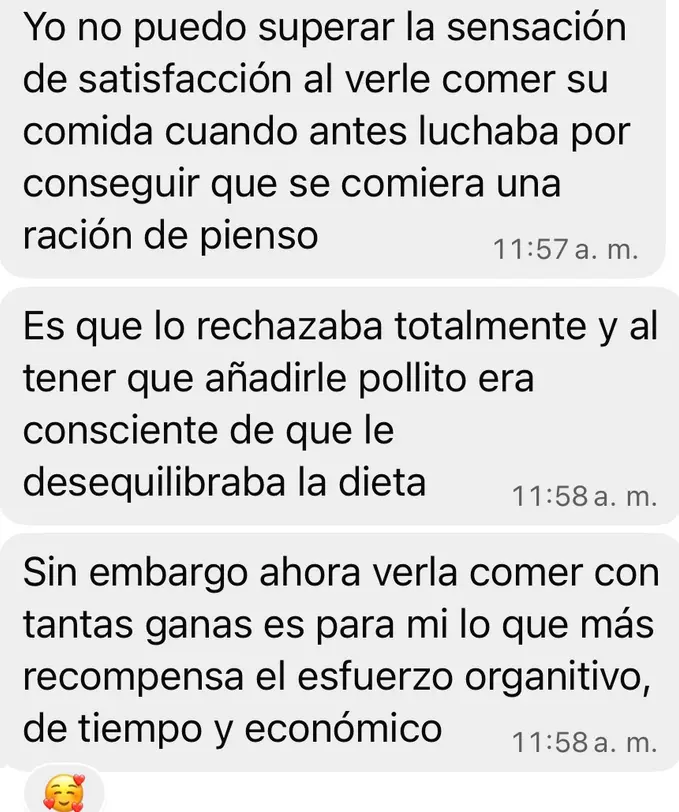 Yo no puedo superar la sensación
de satisfacción al verle comer su
comida cuando antes luchaba por
conseguir que se comiera una
ración de pienso
11:57 a. m.
Es que lo rechazaba totalmente y al
tener que añadirle pollito era
consciente de que le
desequilibraba la dieta
11:58 a. m.
Sin embargo ahora verla comer con
tantas ganas es para mi lo que más
recompensa el esfuerzo organitivo,
de tiempo y económico
11:58 a. m.